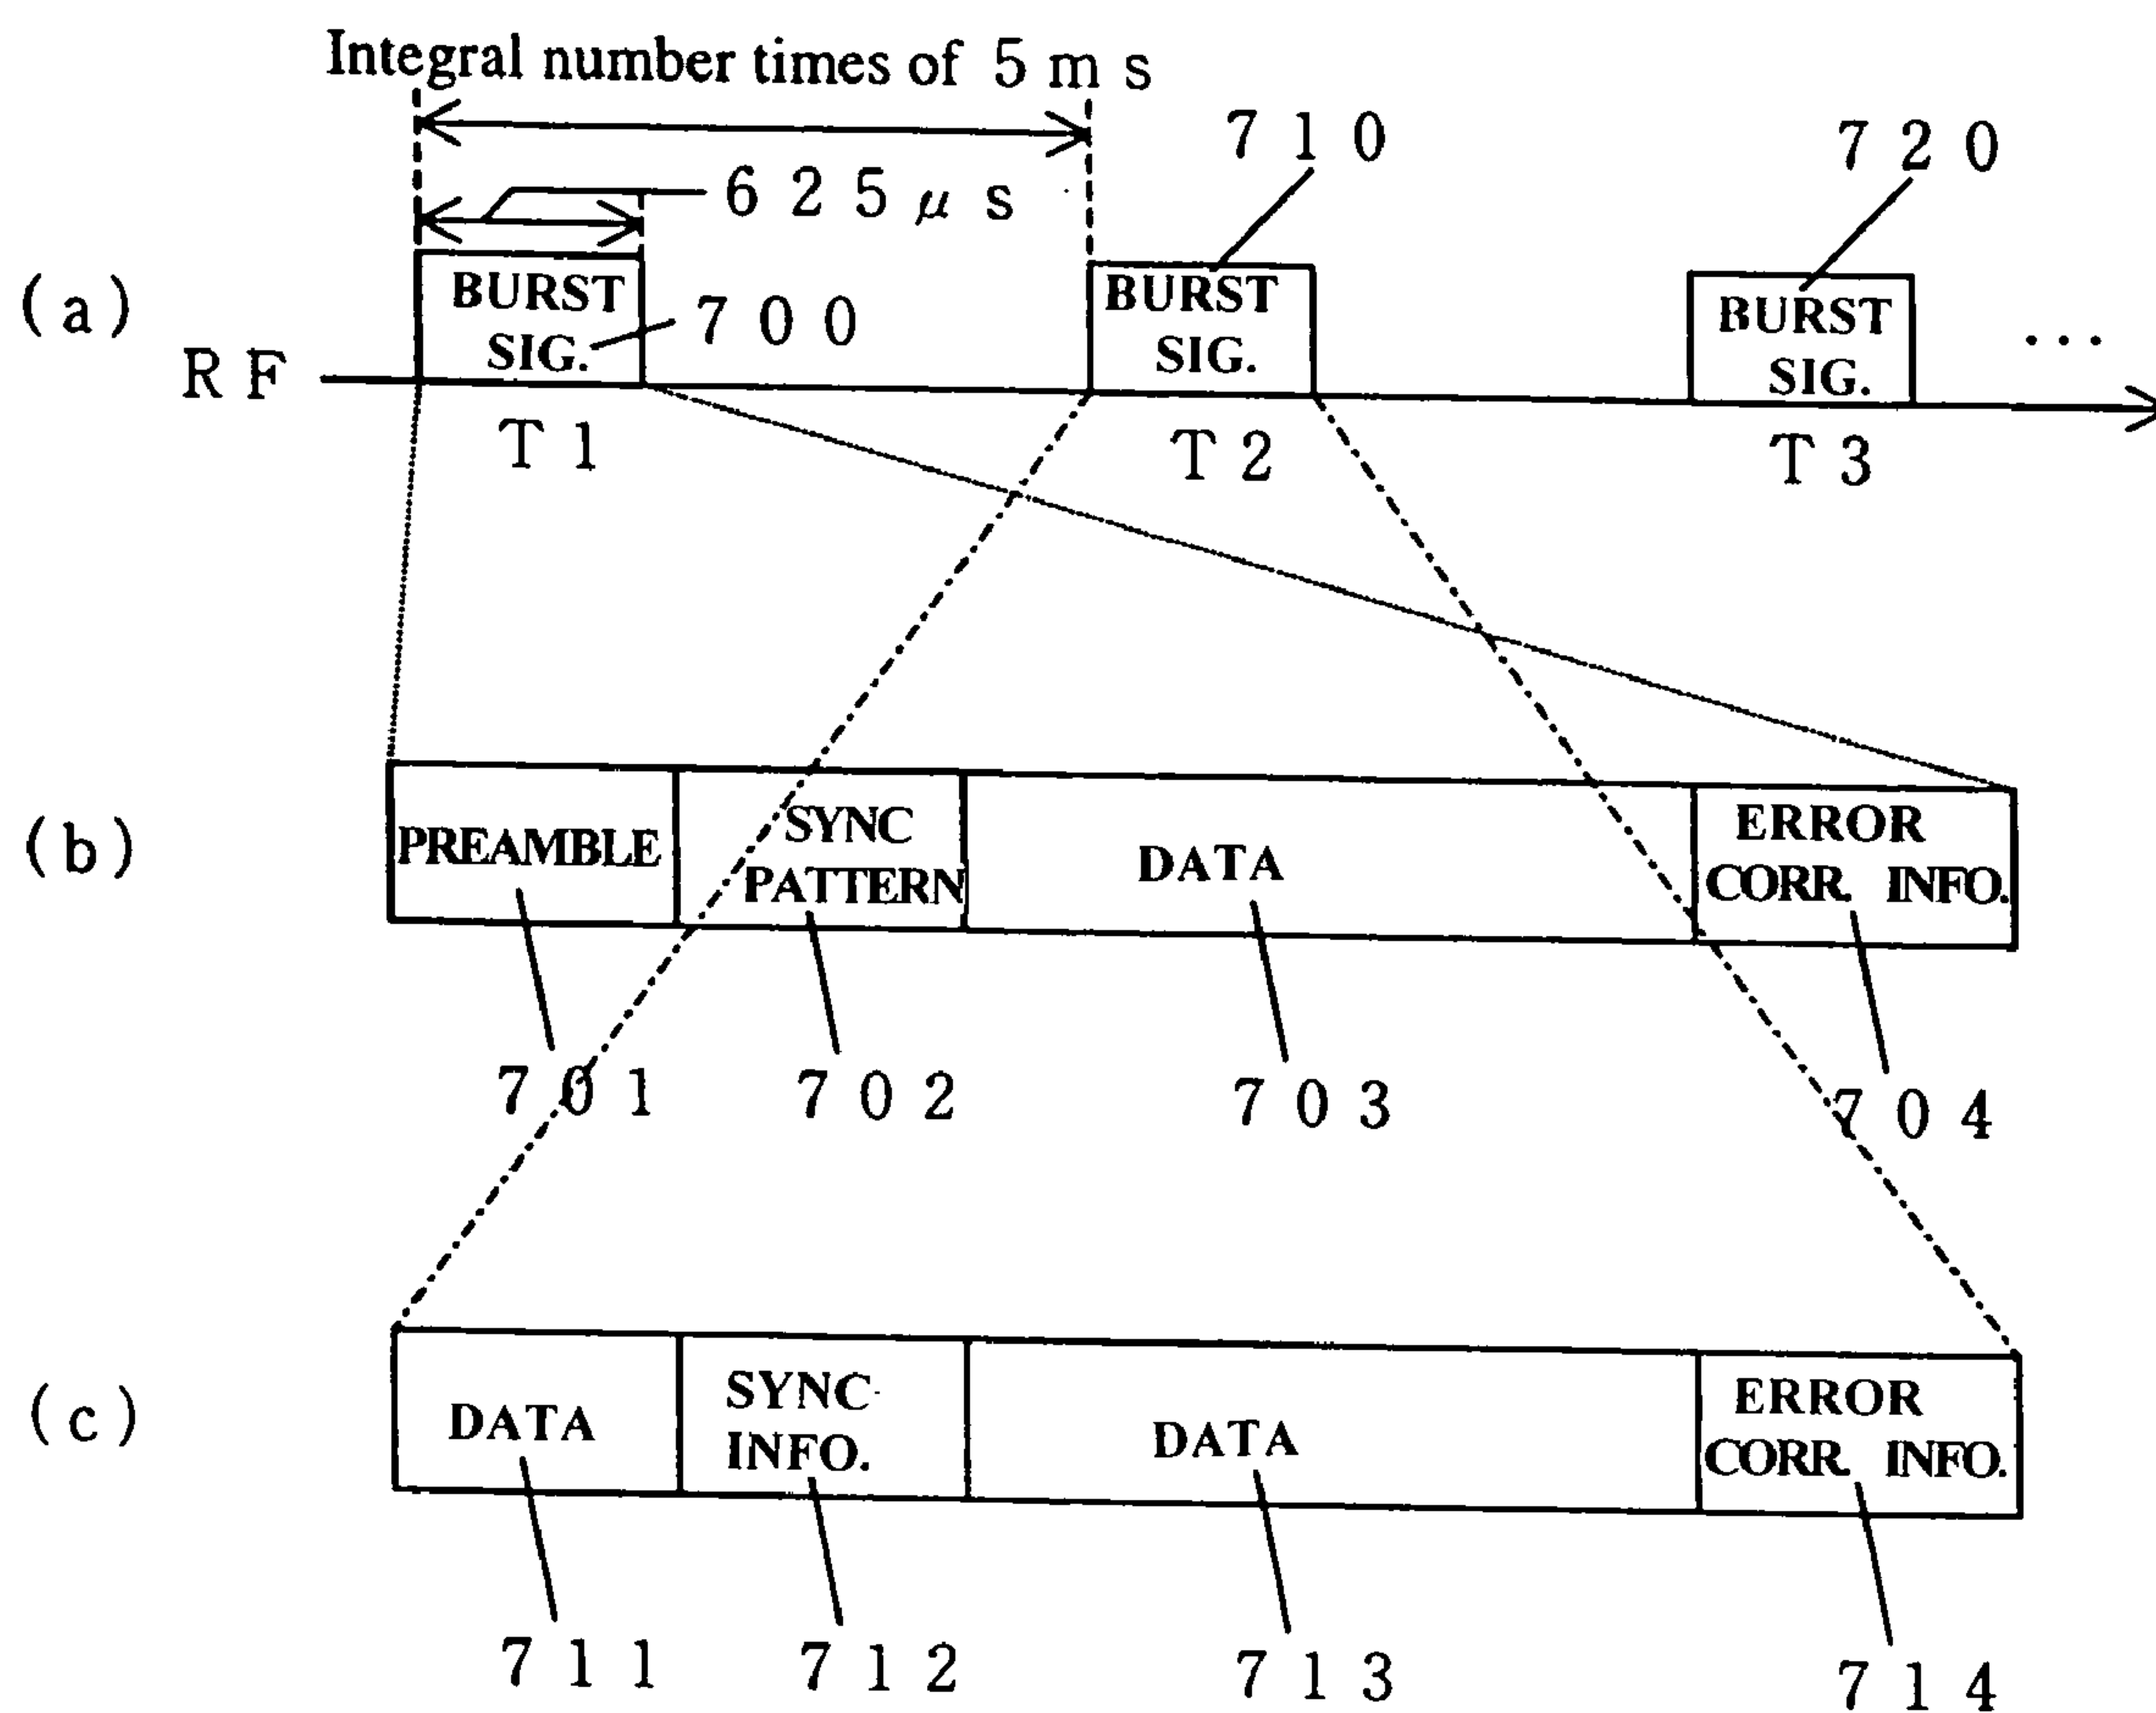 Integral number times of 5 m s
7 1 0
7 2 0
6 2 5 μ s
(a)
BURST
SIG.
7 0 0
BURST
SIG.
BURST
SIG.
...
R F
T 1
T 2
T 3
(b)
PREAMBLE
SYNC
PATTERN
DATA
ERROR
CORR. INFO.
7 0 1
7 0 2
7 0 3
7 0 4
(c)
DATA
SYNC
INFO.
DATA
ERROR
CORR. INFO.
7 1 1
7 1 2
7 1 3
7 1 4